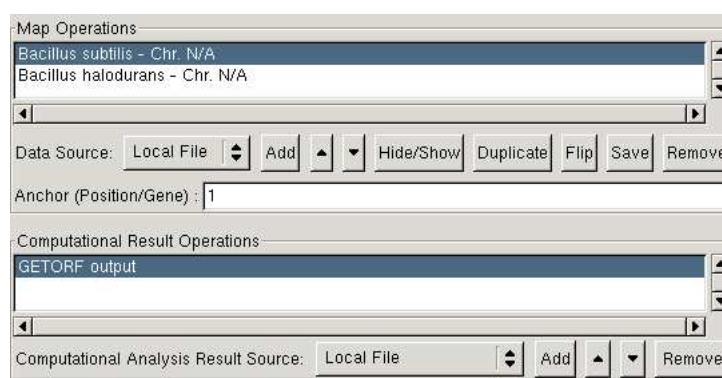 Map Operations
Bacillus subtilis - Chr. N/A
Bacillus halodurans - Chr. N/A
Data Source: Local File Add Hide/Show Duplicate Flip Save Remove
Anchor (Position/Gene) : 1
Computational Result Operations
GETORF output
Computational Analysis Result Source: Local File Add Remove